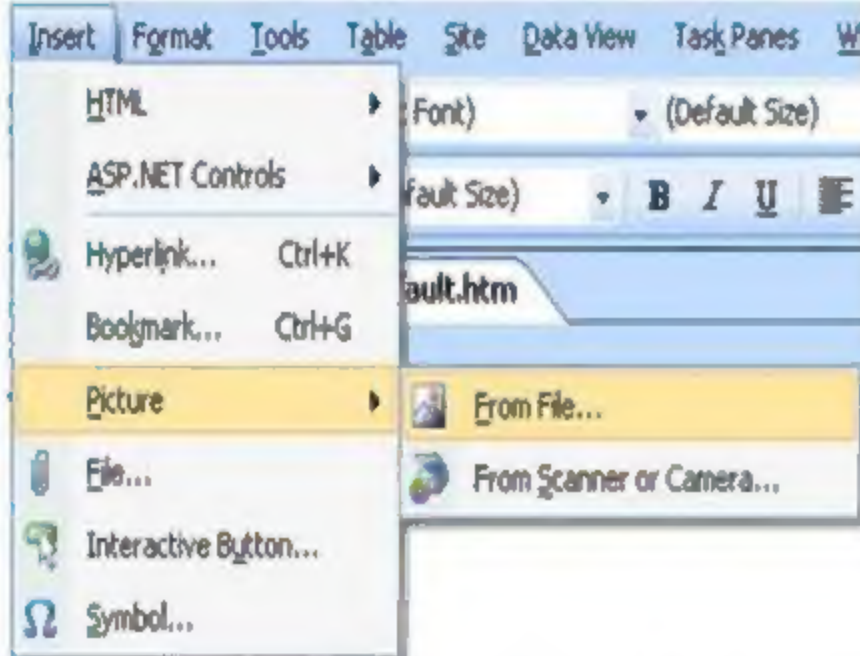 Insert Format Tools Table Site Data View Task Panes W
HTML
Font) (Default Size)
ASP.NET Controls
fault Size) B I U
Hyperlink... Ctrl+K
ault.htm
Bookmark... Ctrl+G
Picture
From File...
File...
From Scanner or Camera...
Interactive Button...
Symbol...